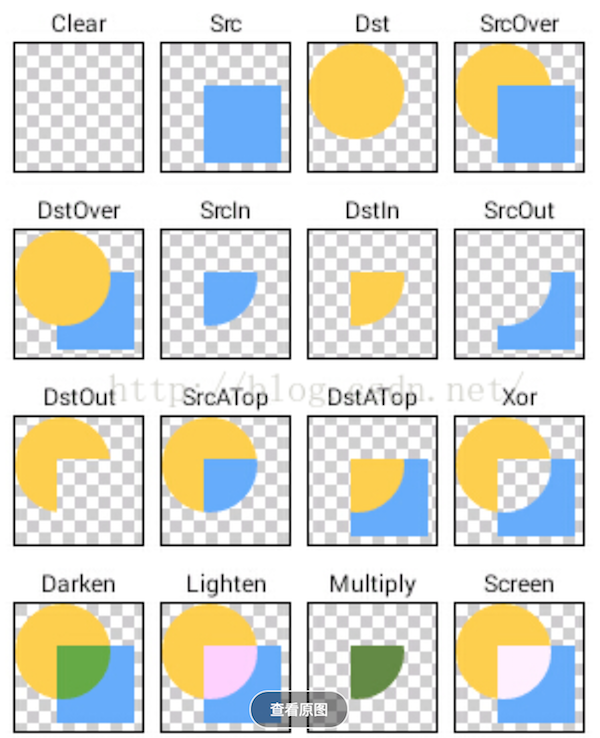 Clear Src Dst SrcOver
DstOver SrcIn DstIn SrcOut
http://blog.csdn.net/
DstOut SrcATop DstATop Xor
Darken Lighten Multiply Screen
查看原图